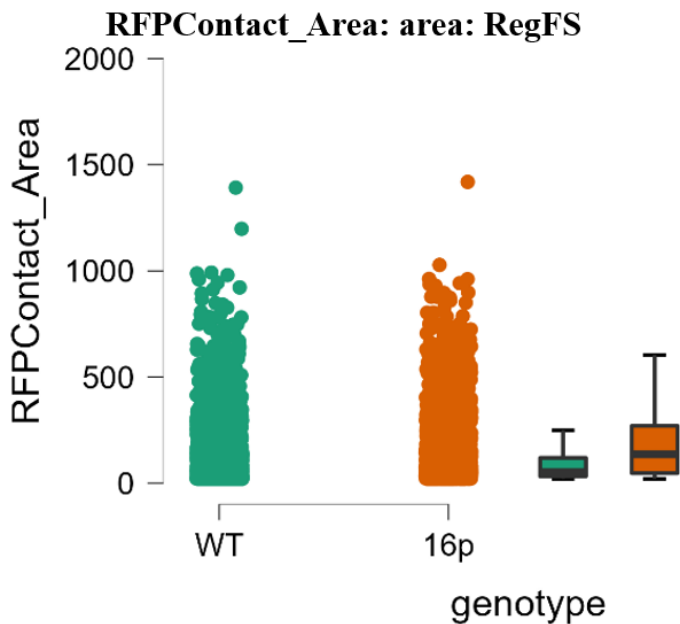 RFPContact_Area: area: RegFS
2000
1500
1000
500
0
RFPContact_Area
WT
16p
genotype